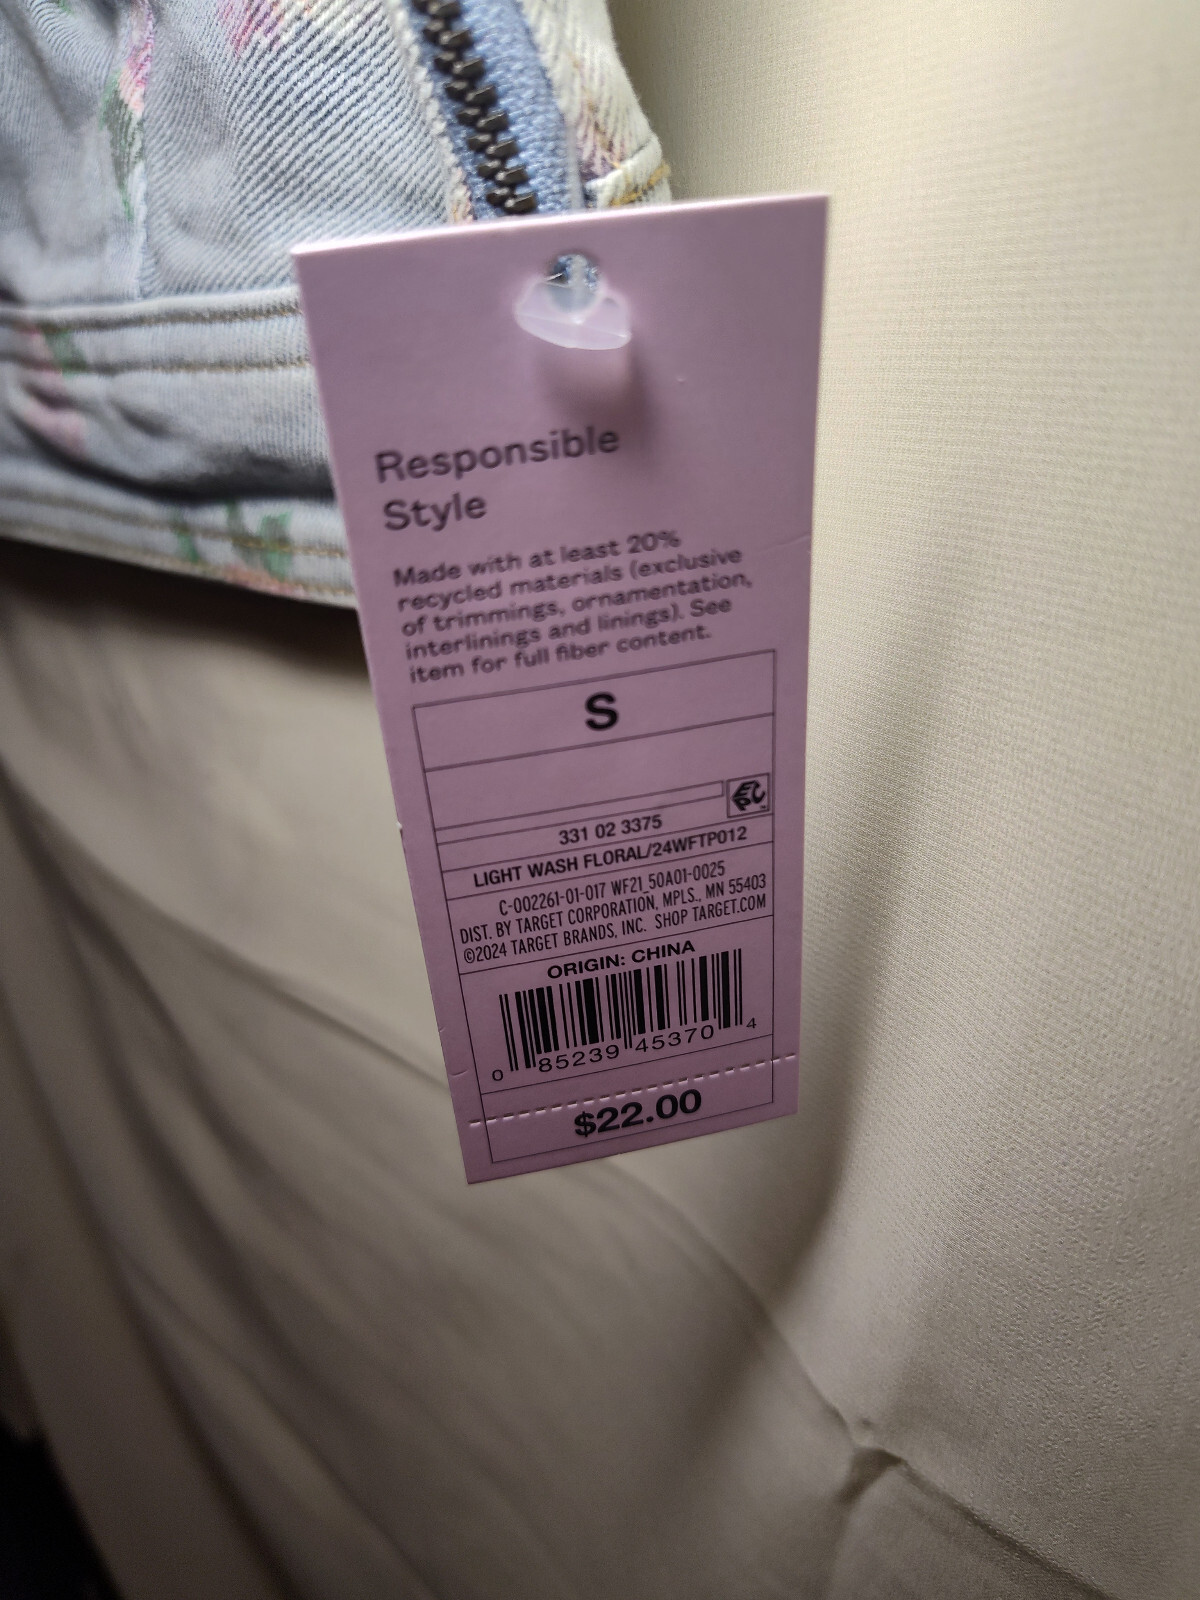 Responsible
Style
Made with at least 20%
recycled materials (exclusive
of trimmings, ornamentation,
interlinings and linings). See
item for full fiber content.
S
EPC
331 02 3375
LIGHT WASH FLORAL/24WFTP012
C-002261-01-017 WF21_50A01-0025
DIST. BY TARGET CORPORATION, MPLS., MN 55403
©2024 TARGET BRANDS, INC. SHOP TARGET.COM
ORIGIN: CHINA
0 85239 45370 4
$22.00